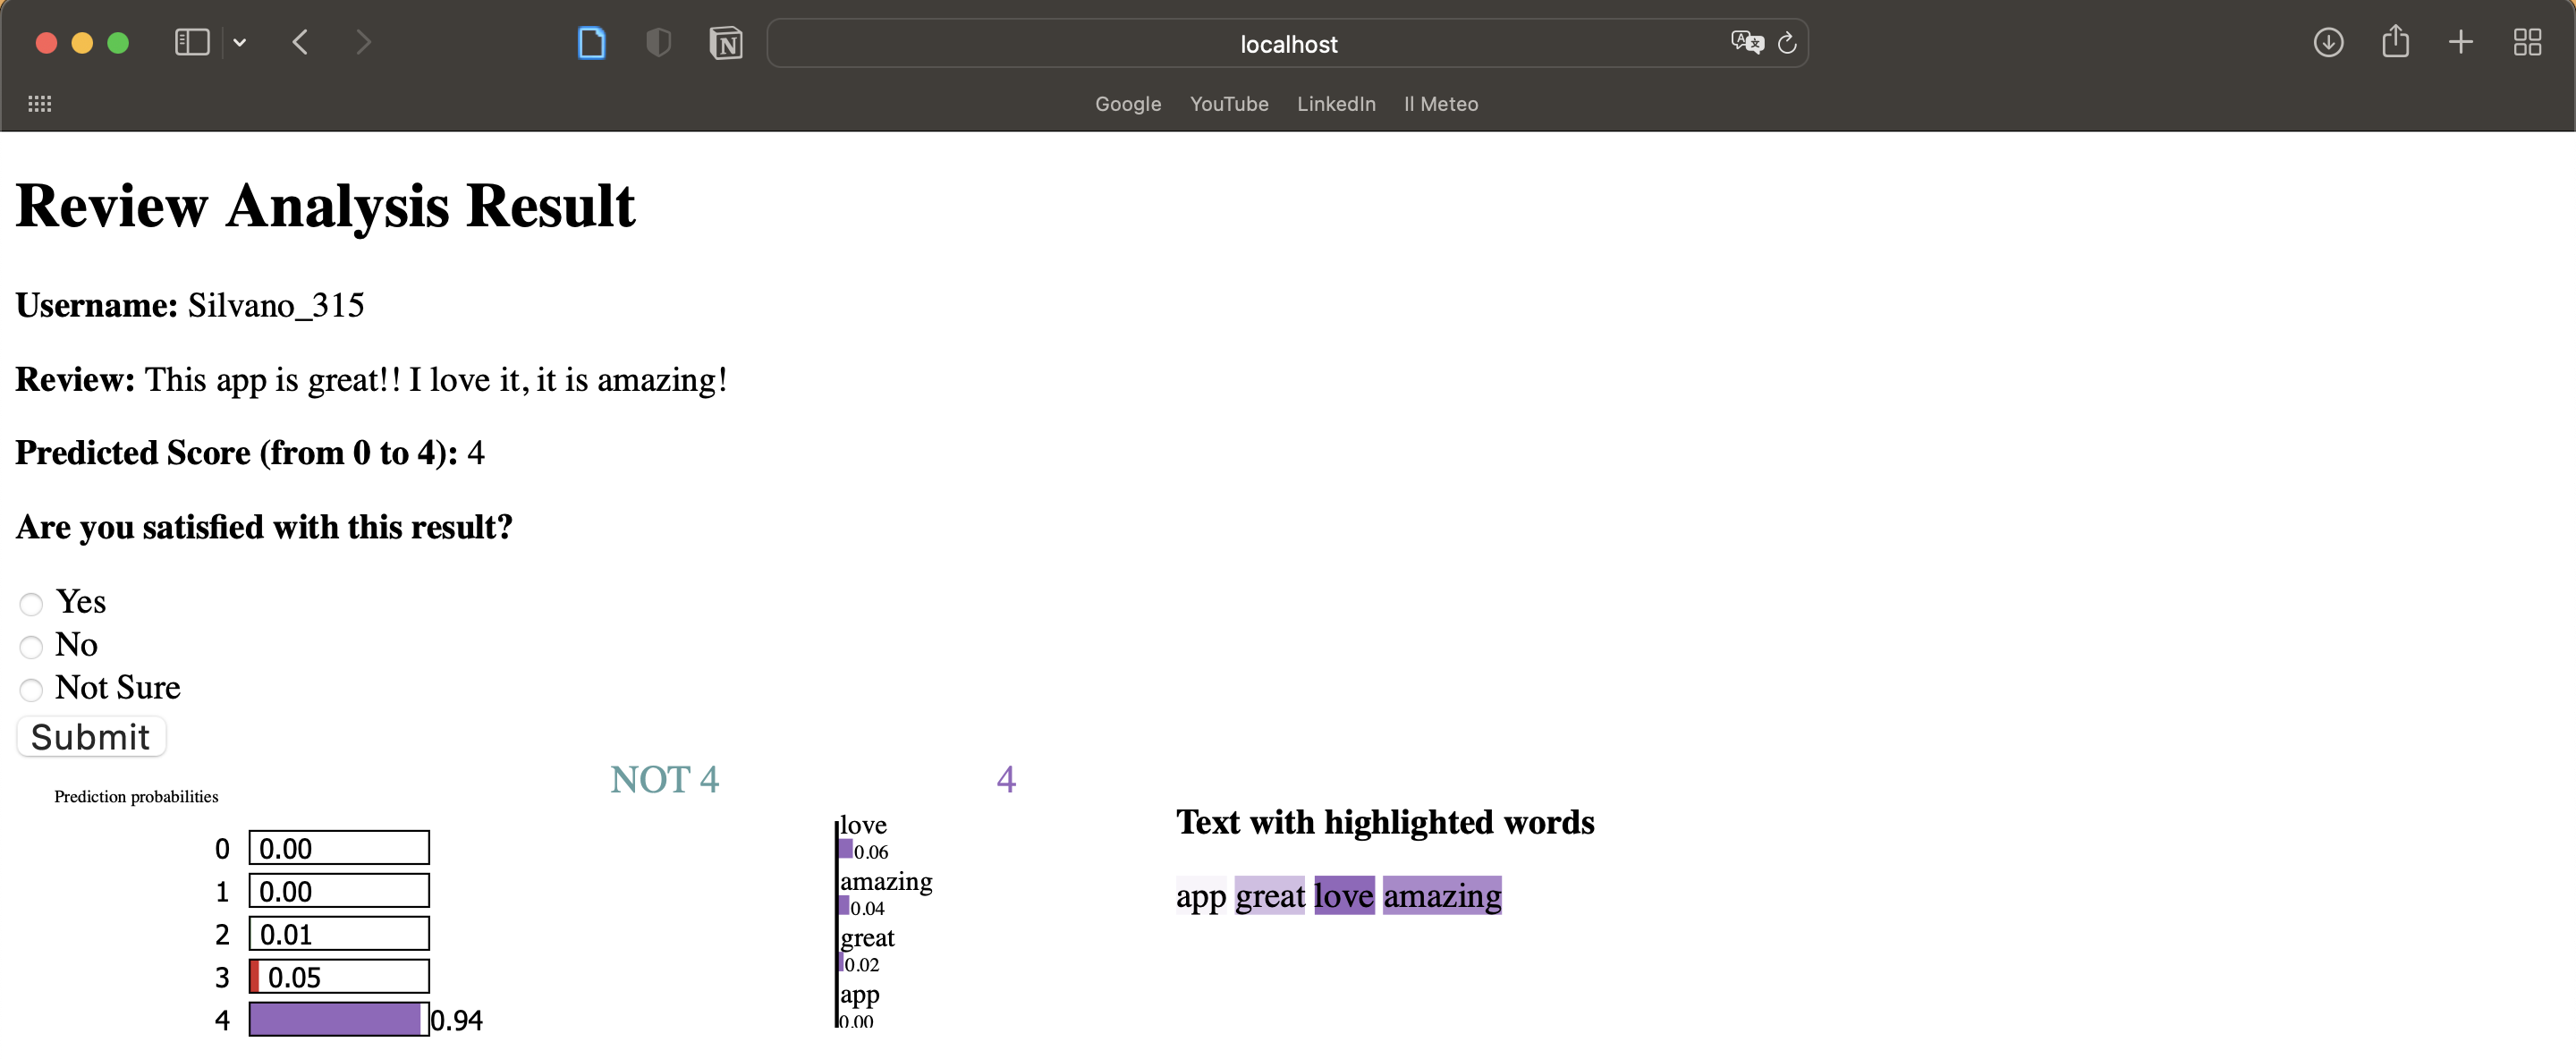 localhost
Google YouTube LinkedIn Il Meteo
Review Analysis Result
Username: Silvano_315
Review: This app is great!! I love it, it is amazing!
Predicted Score (from 0 to 4): 4
Are you satisfied with this result?
Yes
No
Not Sure
Submit
Prediction probabilities
0 0.00
1 0.00
2 0.01
3 0.05
4 0.94
NOT 4 4
love
0.06
amazing
0.04
great
0.02
app
0.00
Text with highlighted words
app great love amazing